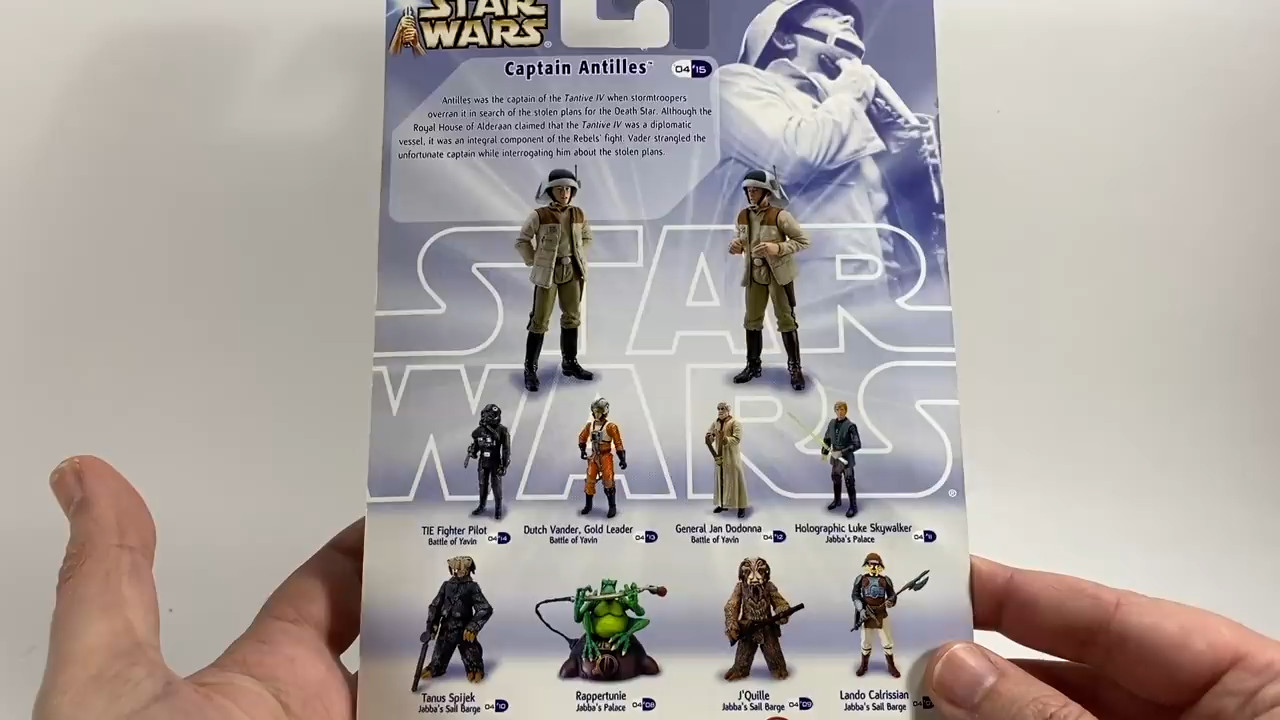 STAR
WARS®
Captain Antilles™ 04 '15
Antilles was the captain of the Tantive IV when stormtroopers
overran it in search of the stolen plans for the Death Star. Although the
Royal House of Alderaan claimed that the Tantive IV was a diplomatic
vessel, it was an integral component of the Rebels' fight. Vader strangled the
unfortunate captain while interrogating him about the stolen plans.
STAR
WARS®
TIE Fighter Pilot
Battle of Yavin 04 '14
Dutch Vander, Gold Leader
Battle of Yavin 04 '13
General Jan Dodonna
Battle of Yavin 04 '12
Holographic Luke Skywalker
Jabba's Palace 04 '11
Tanus Spijek
Jabba's Sail Barge 04 '10
Rappertunie
Jabba's Palace 04 '08
J'Quille
Jabba's Sail Barge 04 '09
Lando Calrissian
Jabba's Sail Barge 04